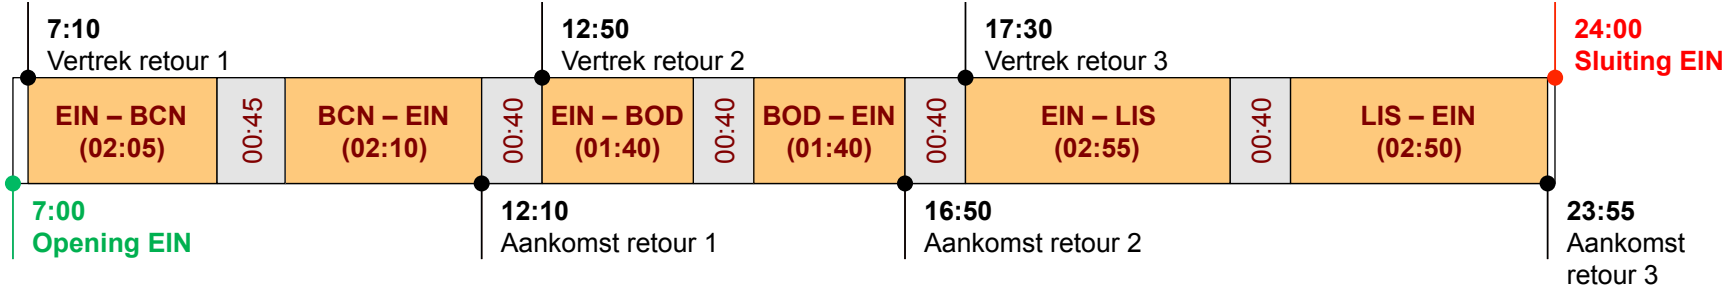 7:10
Vertrek retour 1
12:50
Vertrek retour 2
17:30
Vertrek retour 3
24:00
Sluiting EIN
EIN – BCN
(02:05)
00:45
BCN – EIN
(02:10)
00:40
EIN – BOD
(01:40)
00:40
BOD – EIN
(01:40)
00:40
EIN – LIS
(02:55)
00:40
LIS – EIN
(02:50)
7:00
Opening EIN
12:10
Aankomst retour 1
16:50
Aankomst retour 2
23:55
Aankomst
retour 3